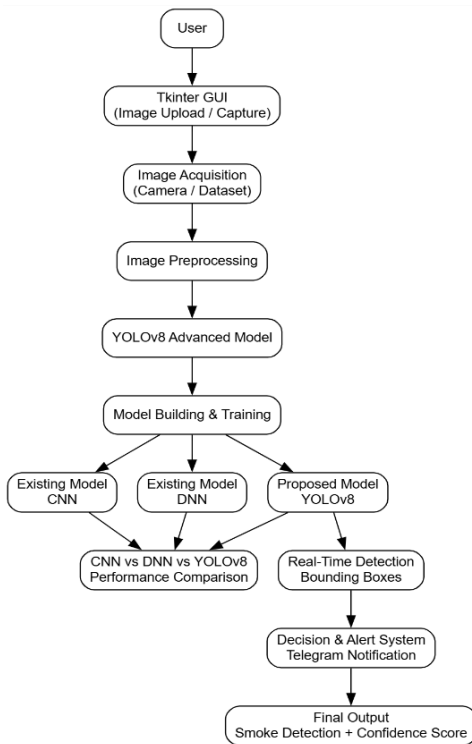 User
Tkinter GUI
(Image Upload / Capture)
Image Acquisition
(Camera / Dataset)
Image Preprocessing
YOLOv8 Advanced Model
Model Building & Training
Existing Model
CNN
Existing Model
DNN
Proposed Model
YOLOv8
CNN vs DNN vs YOLOv8
Performance Comparison
Real-Time Detection
Bounding Boxes
Decision & Alert System
Telegram Notification
Final Output
Smoke Detection + Confidence Score